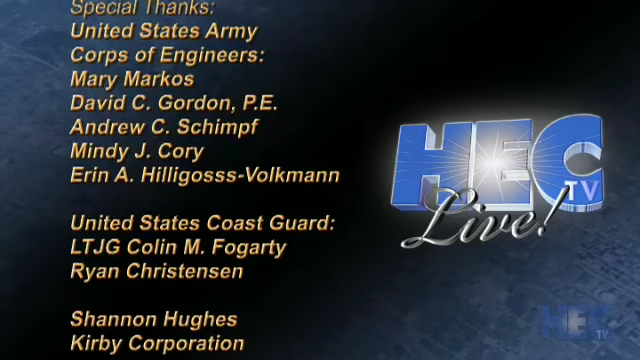 Special Thanks:
United States Army
Corps of Engineers:
Mary Markos
David C. Gordon, P.E.
Andrew C. Schimpf
Mindy J. Cory
Erin A. Hilligosss-Volkmann
United States Coast Guard:
LTJG Colin M. Fogarty
Ryan Christensen
Shannon Hughes
Kirby Corporation
HEC
TV
Live!
HEC
TV